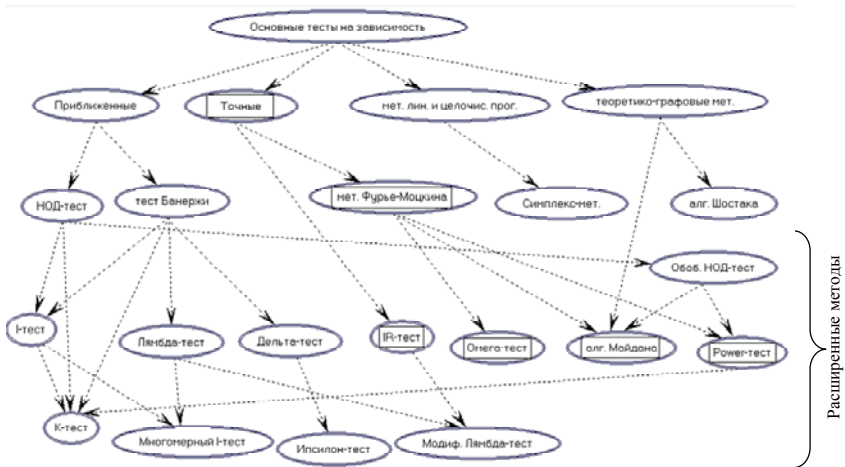 Основные тесты на зависимость
Приближенные
Точные
мет. лин. и целочис. прог.
теоретико-графовые мет.
НОД-тест
тест Банержи
мет. Фурье-Моцкина
Симплекс-мет.
алг. Шостака
Обоб. НОД-тест
I-тест
Лямбда-тест
Дельта-тест
IR-тест
Омега-тест
алг. Майдана
Power-тест
К-тест
Многомерный I-тест
Ипсилон-тест
Модиф. Лямбда-тест
Расширенные методы